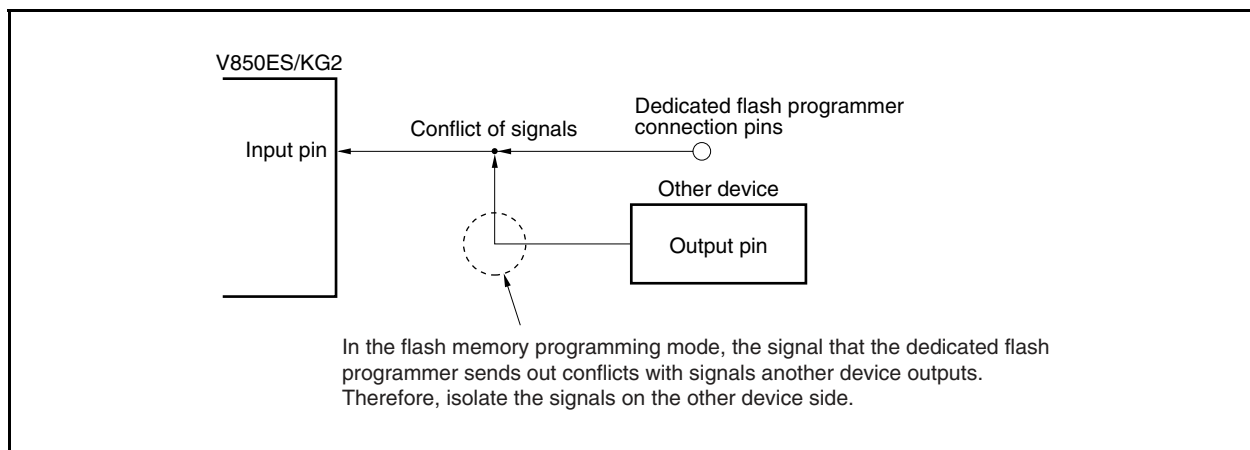 V850ES/KG2
Dedicated flash programmer
connection pins
Conflict of signals
Input pin
Other device
Output pin
In the flash memory programming mode, the signal that the dedicated flash
programmer sends out conflicts with signals another device outputs.
Therefore, isolate the signals on the other device side.